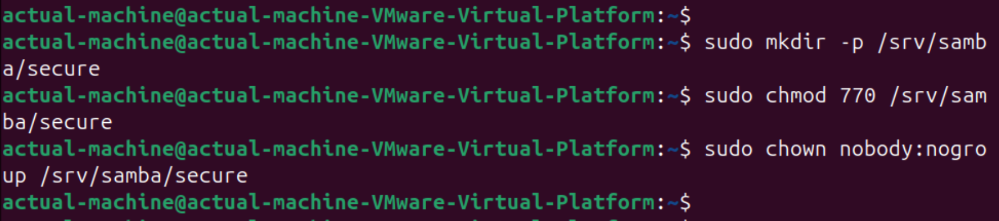 actual-machine@actual-machine-VMware-Virtual-Platform:~$
actual-machine@actual-machine-VMware-Virtual-Platform:~$ sudo mkdir -p /srv/samb
a/secure
actual-machine@actual-machine-VMware-Virtual-Platform:~$ sudo chmod 770 /srv/sam
ba/secure
actual-machine@actual-machine-VMware-Virtual-Platform:~$ sudo chown nobody:nogro
up /srv/samba/secure
actual-machine@actual-machine-VMware-Virtual-Platform:~$